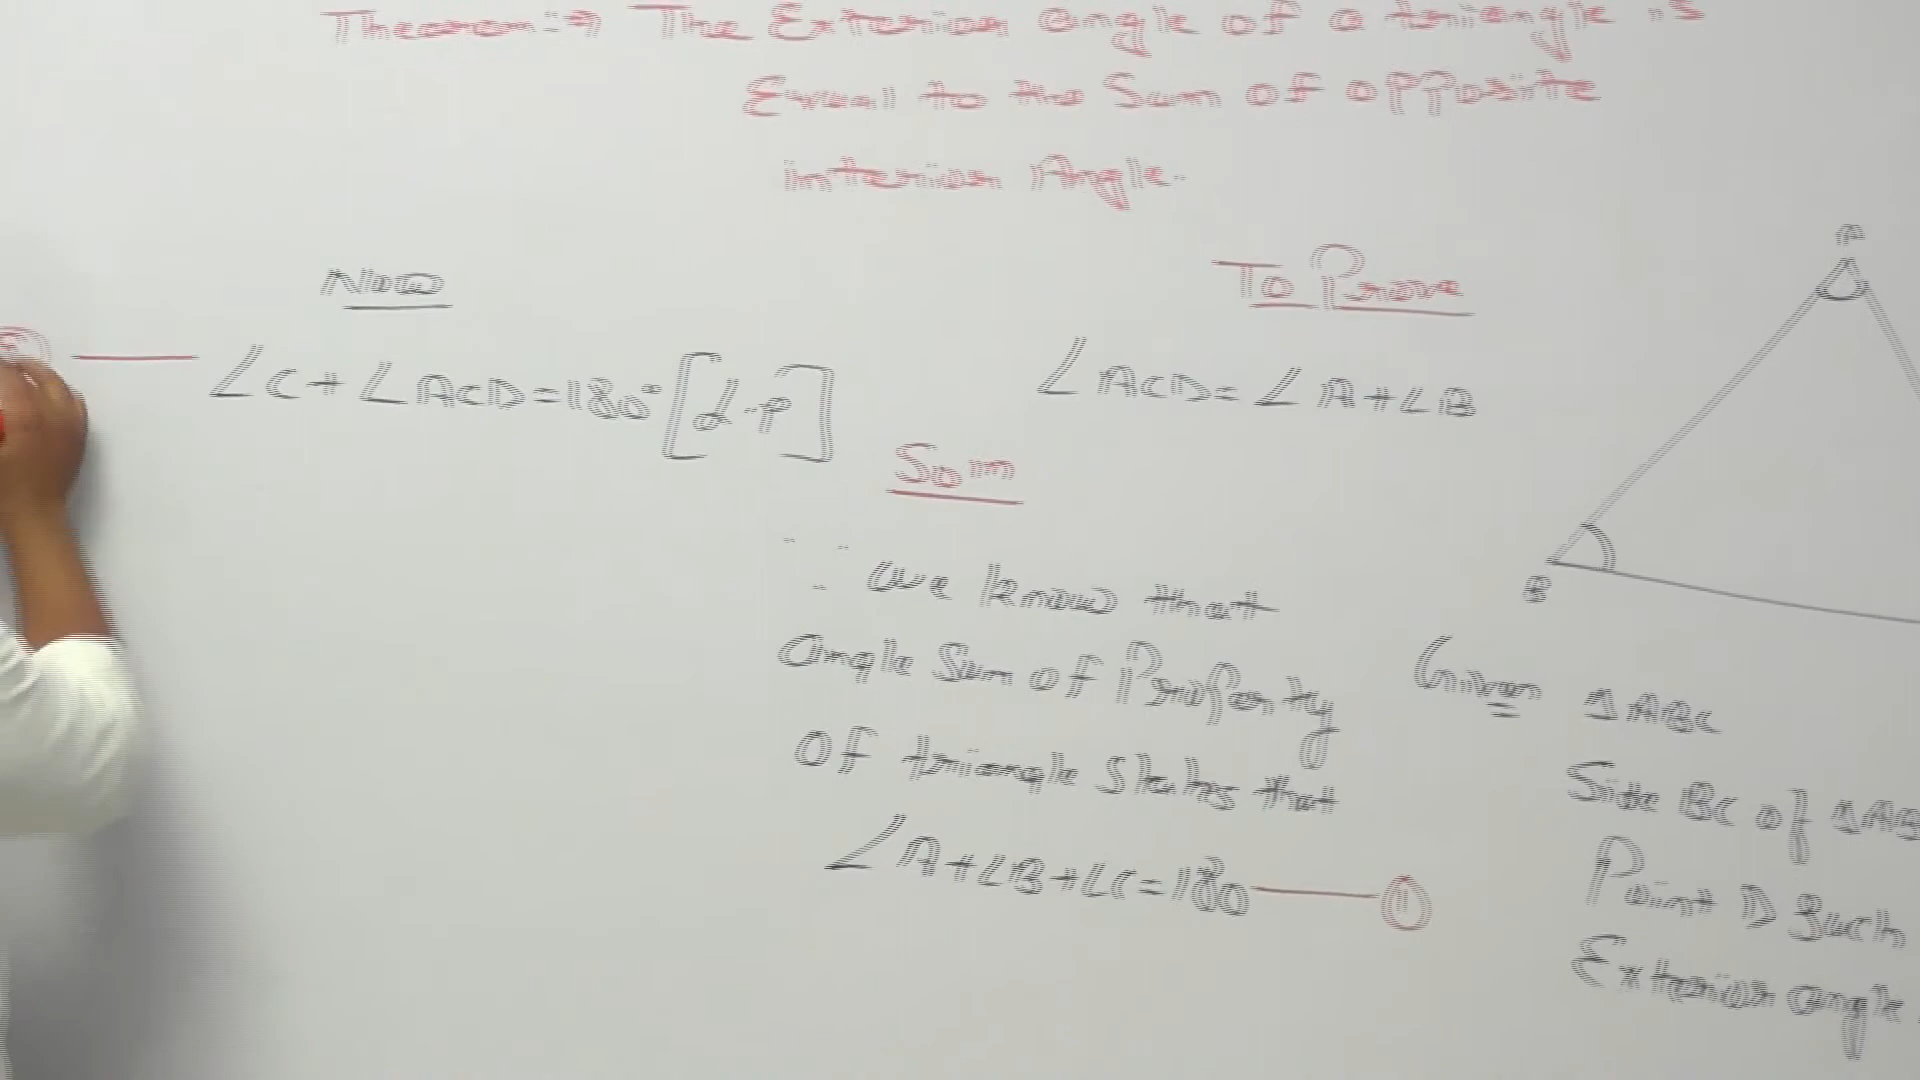 Theorem:→ The Exterior angle of a triangle is
Equal to the Sum of opposite
interior Angle.
Now
∠C+∠ACD=180° [L.P]
To Prove
∠ACD=∠A+∠B
Soln
∵ we know that
angle Sum of Property
of triangle States that
∠A+∠B+∠C=180 ①
A
B
Given ΔABC
Side BC of ΔAB
Point D Such
Exterior angle